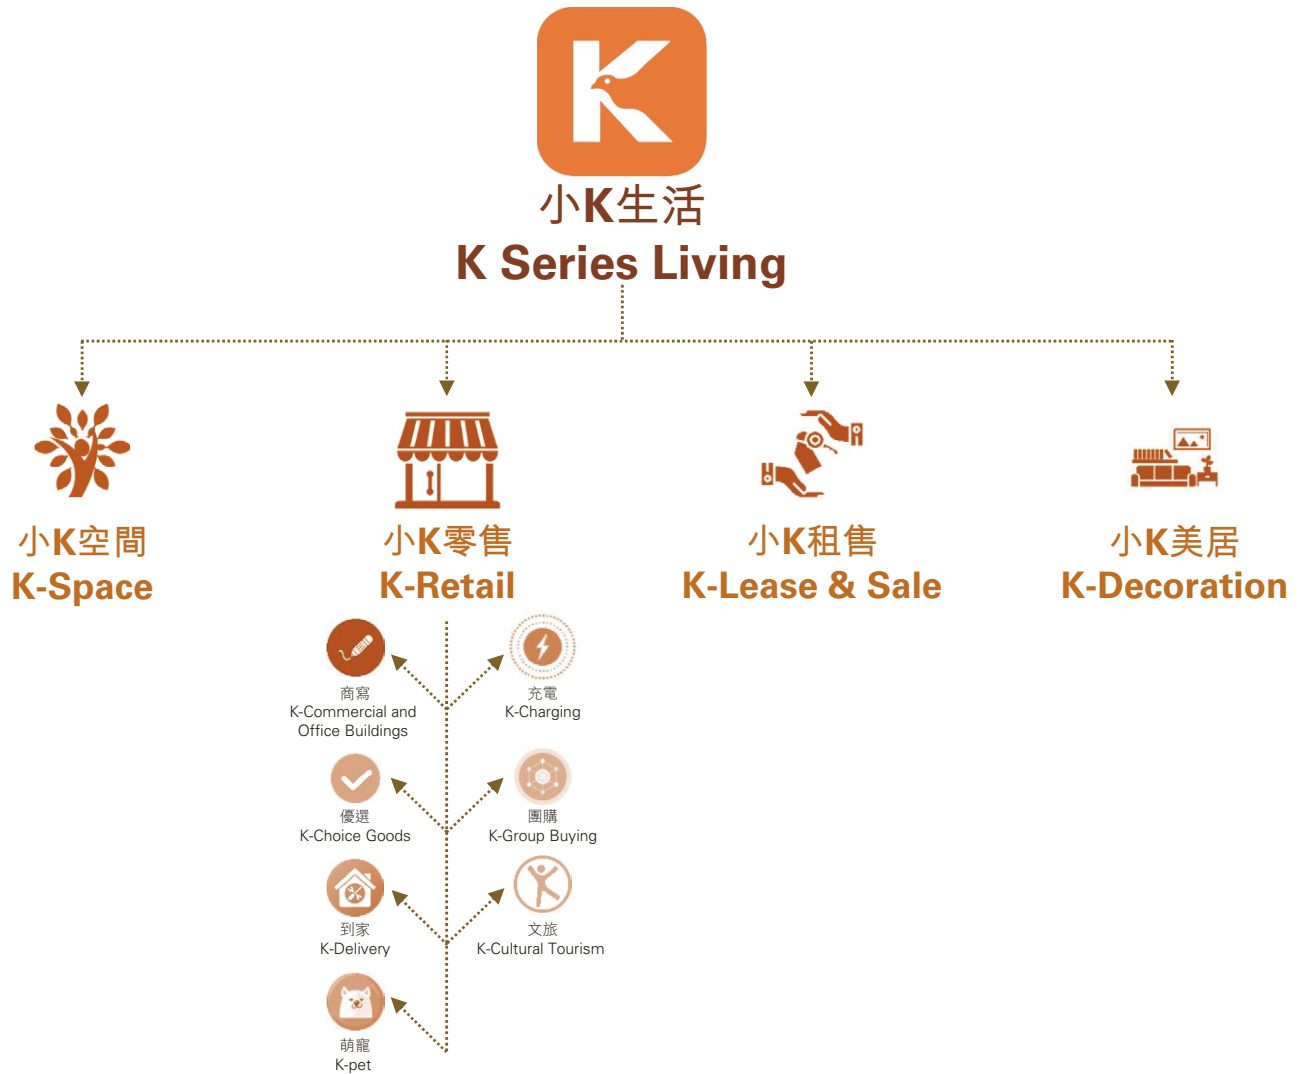 小K生活
K Series Living
小K空間
K-Space
小K零售
K-Retail
小K租售
K-Lease & Sale
小K美居
K-Decoration
商寫
K-Commercial and
Office Buildings
充電
K-Charging
優選
K-Choice Goods
團購
K-Group Buying
到家
K-Delivery
文旅
K-Cultural Tourism
萌寵
K-pet